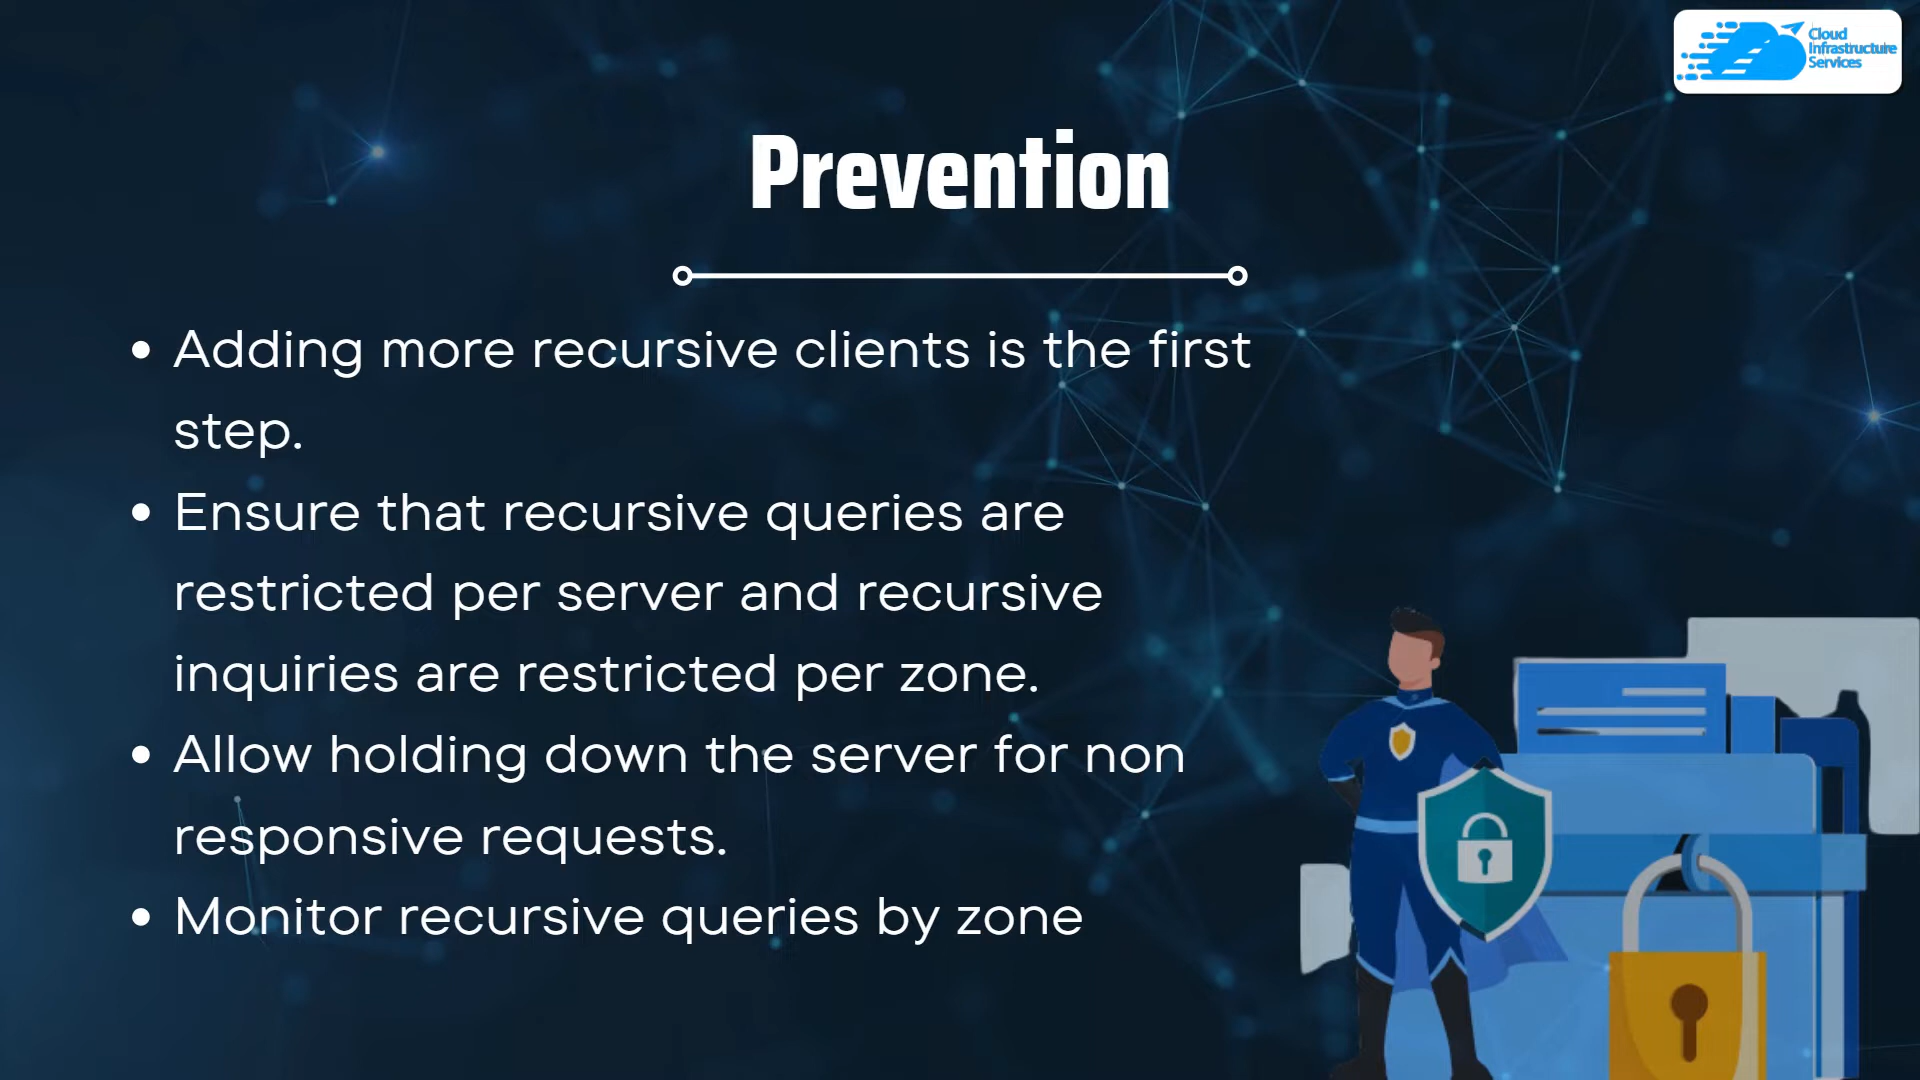 Cloud
Infrastructure
Services
Prevention
• Adding more recursive clients is the first
step.
• Ensure that recursive queries are
restricted per server and recursive
inquiries are restricted per zone.
• Allow holding down the server for non
responsive requests.
• Monitor recursive queries by zone